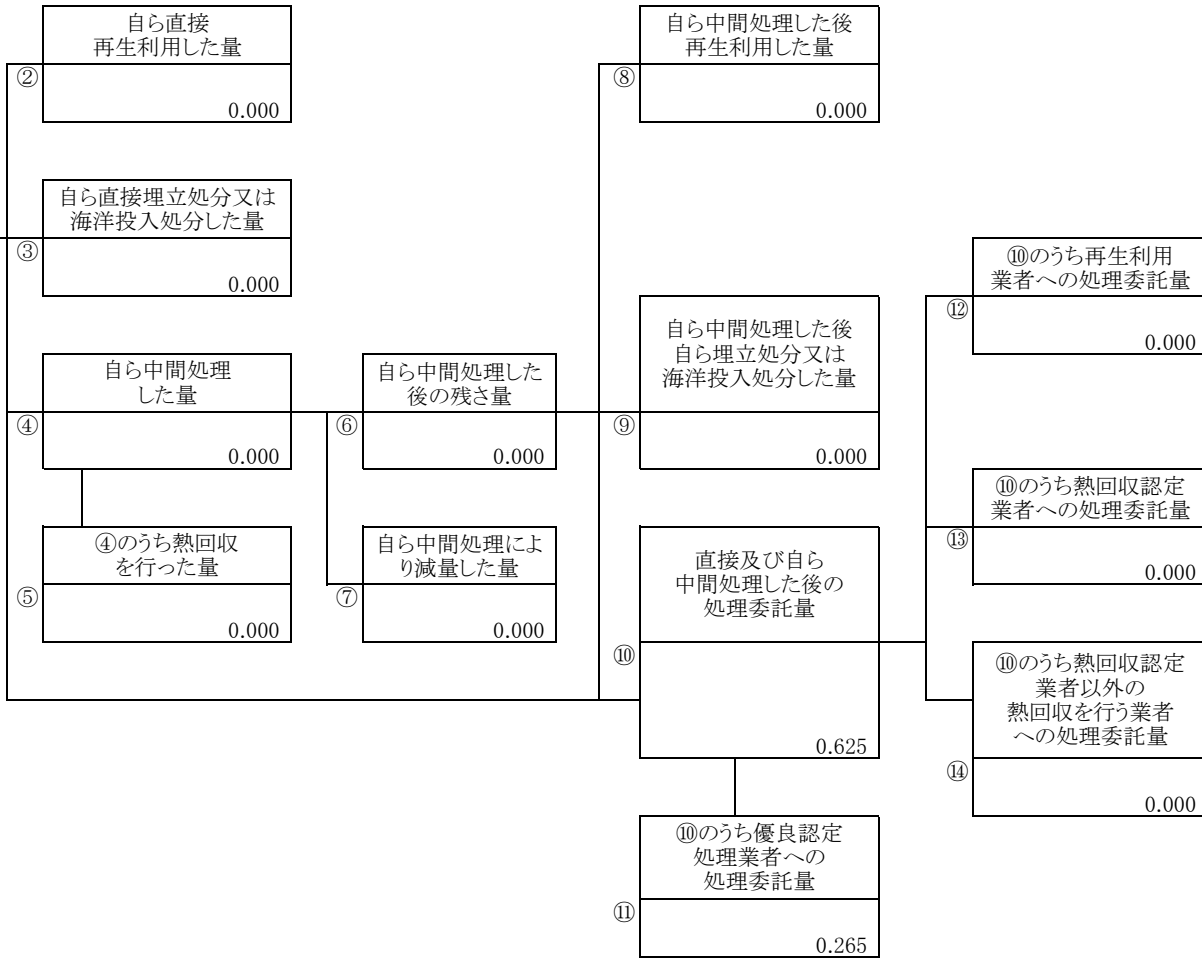 自ら直接
再生利用した量
②
0.000
自ら直接埋立処分又は
海洋投入処分した量
③
0.000
自ら中間処理
した量
④
0.000
④のうち熱回収
を行った量
⑤
0.000
自ら中間処理した
後の残さ量
⑥
0.000
自ら中間処理によ
り減量した量
⑦
0.000
自ら中間処理した後
再生利用した量
⑧
0.000
自ら中間処理した後
自ら埋立処分又は
海洋投入処分した量
⑨
0.000
直接及び自ら
中間処理した後の
処理委託量
⑩
0.625
⑩のうち優良認定
処理業者への
処理委託量
⑪
0.265
⑩のうち再生利用
業者への処理委託量
⑫
0.000
⑩のうち熱回収認定
業者への処理委託量
⑬
0.000
⑩のうち熱回収認定
業者以外の
熱回収を行う業者
への処理委託量
⑭
0.000